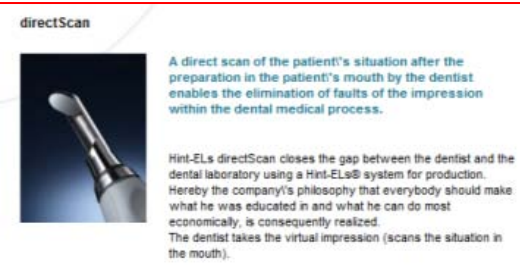 directScan
A direct scan of the patient\'s situation after the
preparation in the patient\'s mouth by the dentist
enables the elimination of faults of the impression
within the dental medical process.
Hint-ELs directScan closes the gap between the dentist and the
dental laboratory using a Hint-ELs® system for production.
Hereby the company\'s philosophy that everybody should make
what he was educated in and what he can do most
economically, is consequently realized.
The dentist takes the virtual impression (scans the situation in
the mouth).